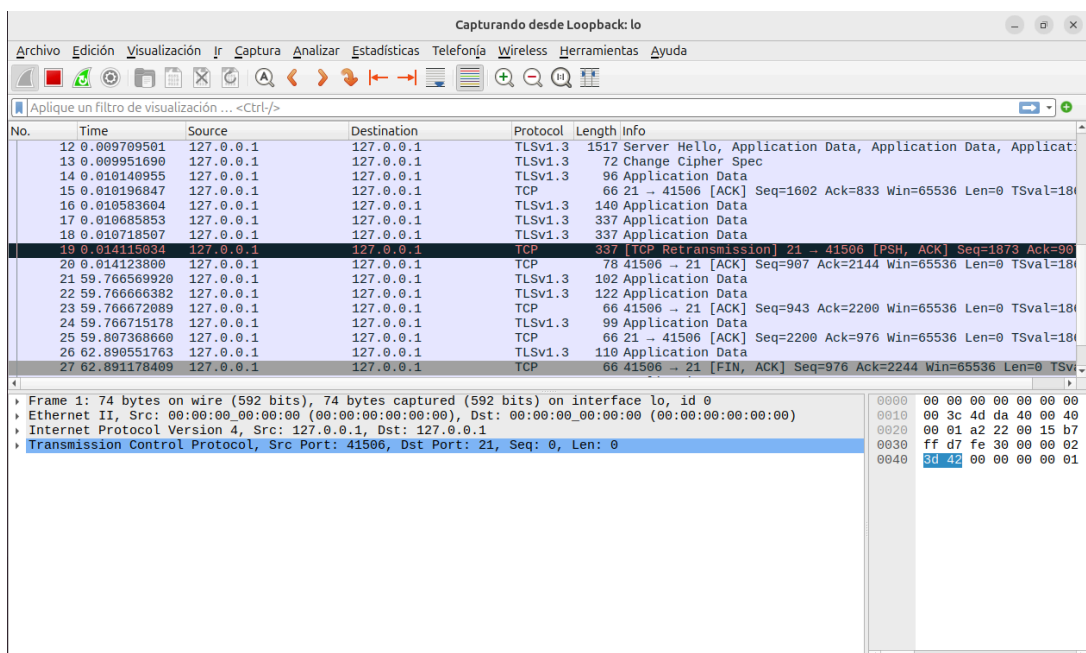 Capturando desde Loopback: lo
Archivo Edición Visualización Ir Captura Analizar Estadísticas Telefonía Wireless Herramientas Ayuda
Aplique un filtro de visualización … <Ctrl-/>
No. Time Source Destination Protocol Length Info
12 0.009709501 127.0.0.1 127.0.0.1 TLSv1.3 1517 Server Hello, Application Data, Application Data, Applicati
13 0.009951690 127.0.0.1 127.0.0.1 TLSv1.3 72 Change Cipher Spec
14 0.010140955 127.0.0.1 127.0.0.1 TLSv1.3 96 Application Data
15 0.010196847 127.0.0.1 127.0.0.1 TCP 66 21 → 41506 [ACK] Seq=1602 Ack=833 Win=65536 Len=0 TSval=186
16 0.010583604 127.0.0.1 127.0.0.1 TLSv1.3 140 Application Data
17 0.010685853 127.0.0.1 127.0.0.1 TLSv1.3 337 Application Data
18 0.010718507 127.0.0.1 127.0.0.1 TLSv1.3 337 Application Data
19 0.014115034 127.0.0.1 127.0.0.1 TCP 337 [TCP Retransmission] 21 → 41506 [PSH, ACK] Seq=1873 Ack=907
20 0.014123800 127.0.0.1 127.0.0.1 TCP 78 41506 → 21 [ACK] Seq=907 Ack=2144 Win=65536 Len=0 TSval=186
21 59.766569920 127.0.0.1 127.0.0.1 TLSv1.3 102 Application Data
22 59.766666382 127.0.0.1 127.0.0.1 TLSv1.3 122 Application Data
23 59.766672089 127.0.0.1 127.0.0.1 TCP 66 41506 → 21 [ACK] Seq=943 Ack=2200 Win=65536 Len=0 TSval=186
24 59.766715178 127.0.0.1 127.0.0.1 TLSv1.3 99 Application Data
25 59.807368660 127.0.0.1 127.0.0.1 TCP 66 21 → 41506 [ACK] Seq=2200 Ack=976 Win=65536 Len=0 TSval=186
26 62.890551763 127.0.0.1 127.0.0.1 TLSv1.3 110 Application Data
27 62.891178409 127.0.0.1 127.0.0.1 TCP 66 41506 → 21 [FIN, ACK] Seq=976 Ack=2244 Win=65536 Len=0 TSva
Frame 1: 74 bytes on wire (592 bits), 74 bytes captured (592 bits) on interface lo, id 0
Ethernet II, Src: 00:00:00_00:00:00 (00:00:00:00:00:00), Dst: 00:00:00_00:00:00 (00:00:00:00:00:00)
Internet Protocol Version 4, Src: 127.0.0.1, Dst: 127.0.0.1
Transmission Control Protocol, Src Port: 41506, Dst Port: 21, Seq: 0, Len: 0
0000 00 00 00 00 00 00 00
0010 00 3c 4d da 40 00 40
0020 00 01 a2 22 00 15 b7
0030 ff d7 fe 30 00 00 02
0040 3d 42 00 00 00 00 01